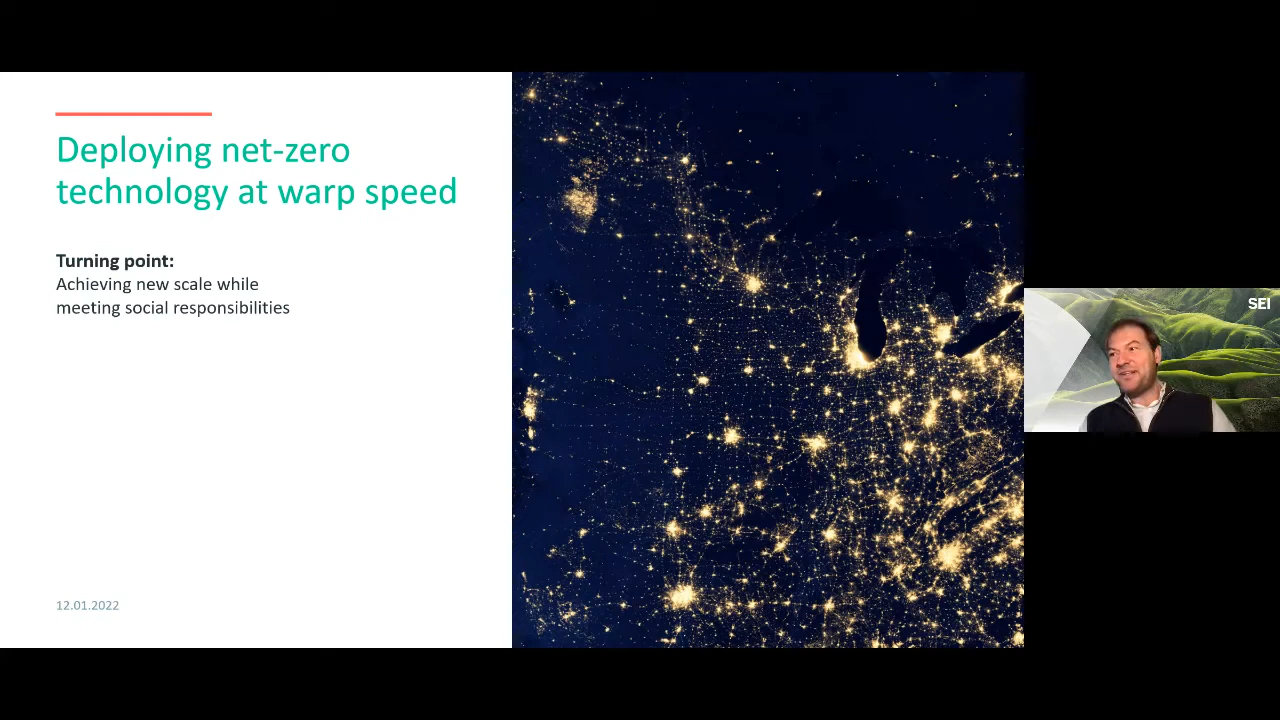 Deploying net-zero
technology at warp speed
Turning point:
Achieving new scale while
meeting social responsibilities
12.01.2022
SEI